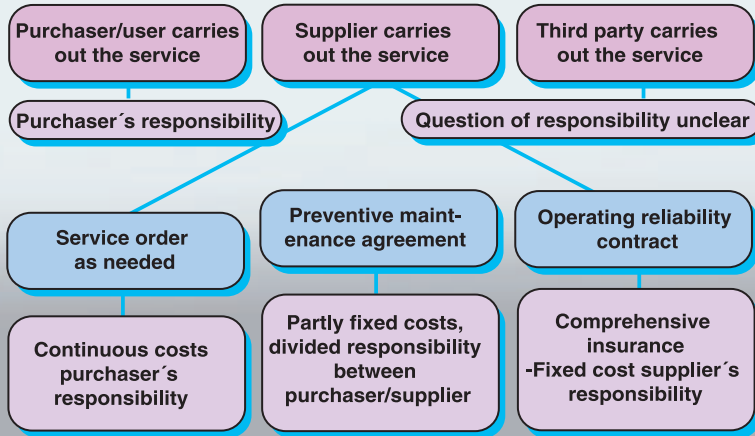 Purchaser/user carries
out the service
Supplier carries
out the service
Third party carries
out the service
Purchaser´s responsibility
Question of responsibility unclear
Service order
as needed
Preventive maint-
enance agreement
Operating reliability
contract
Continuous costs
purchaser´s
responsibility
Partly fixed costs,
divided responsibility
between
purchaser/supplier
Comprehensive
insurance
-Fixed cost supplier´s
responsibility